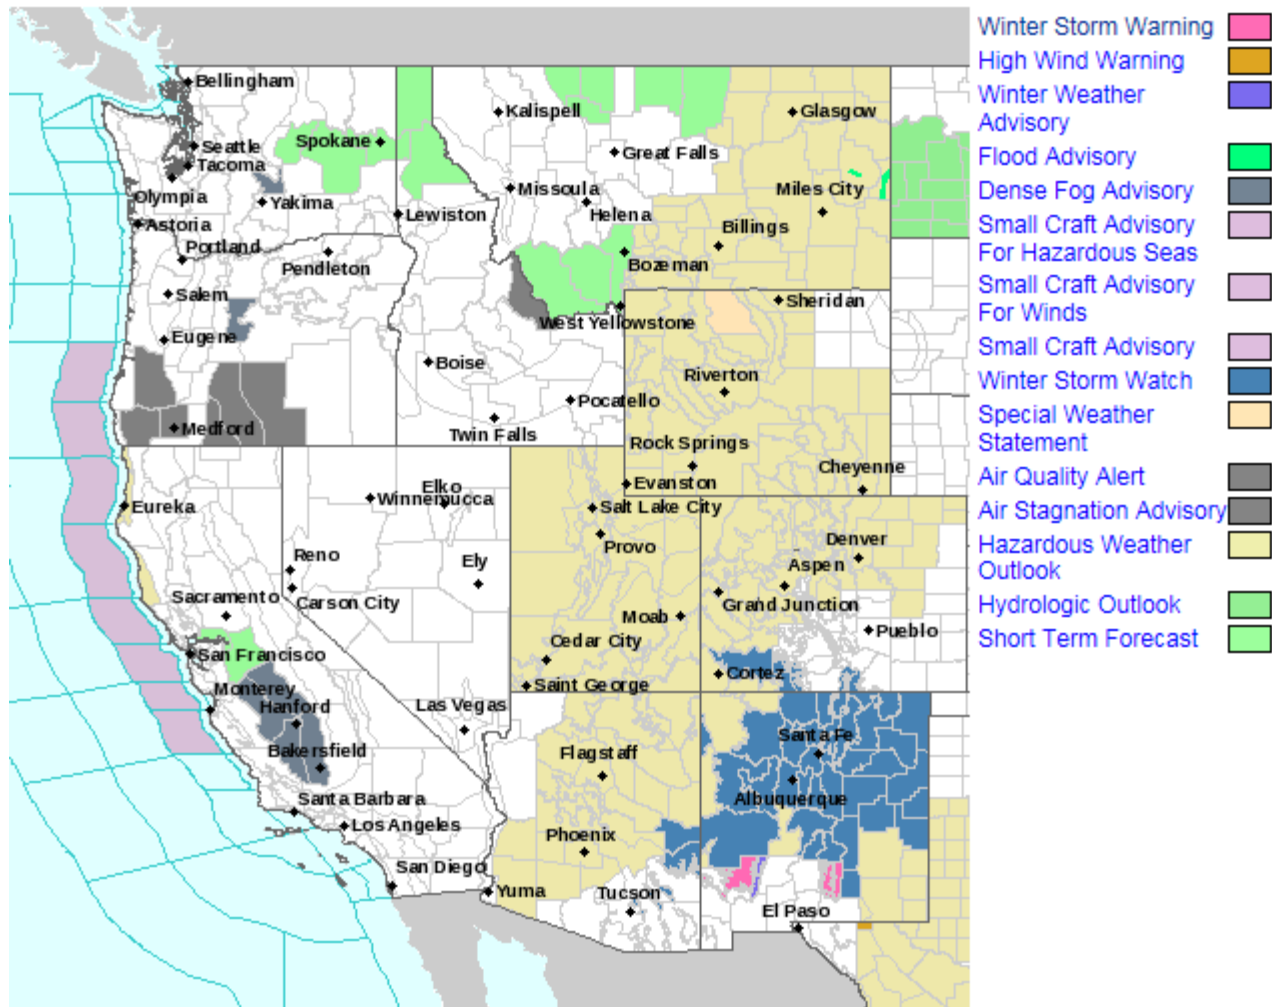 Winter Storm Warning
High Wind Warning
Winter Weather
Advisory
Flood Advisory
Dense Fog Advisory
Small Craft Advisory
For Hazardous Seas
Small Craft Advisory
For Winds
Small Craft Advisory
Winter Storm Watch
Special Weather
Statement
Air Quality Alert
Air Stagnation Advisory
Hazardous Weather
Outlook
Hydrologic Outlook
Short Term Forecast
Bellingham
Seattle
Tacoma
Olympia
Astoria
Spokane
Yakima
Lewiston
Portland
Pendleton
Salem
Eugene
Medford
Kalispell
Great Falls
Glasgow
Missoula
Helena
Miles City
Billings
Bozeman
West Yellowstone
Sheridan
Boise
Pocatello
Twin Falls
Riverton
Rock Springs
Cheyenne
Evanston
Eureka
Elko
Winnemucca
Reno
Ely
Carson City
Sacramento
San Francisco
Monterey
Hanford
Bakersfield
Las Vegas
Santa Barbara
Los Angeles
San Diego
Salt Lake City
Provo
Moab
Cedar City
Saint George
Denver
Aspen
Grand Junction
Pueblo
Cortez
Flagstaff
Phoenix
Yuma
Tucson
Santa Fe
Albuquerque
El Paso